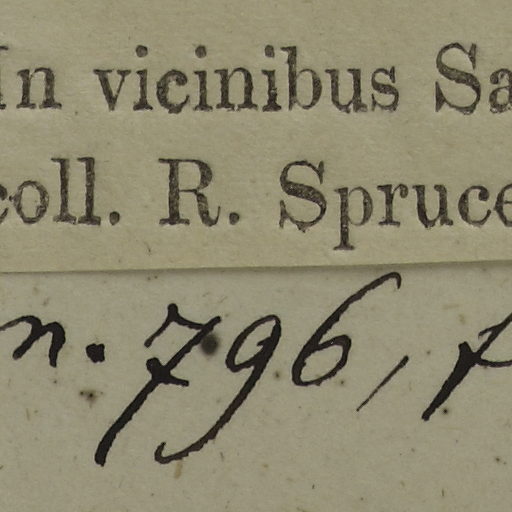 In vicinibus Sa
coll. R. Spruce
n. 796,